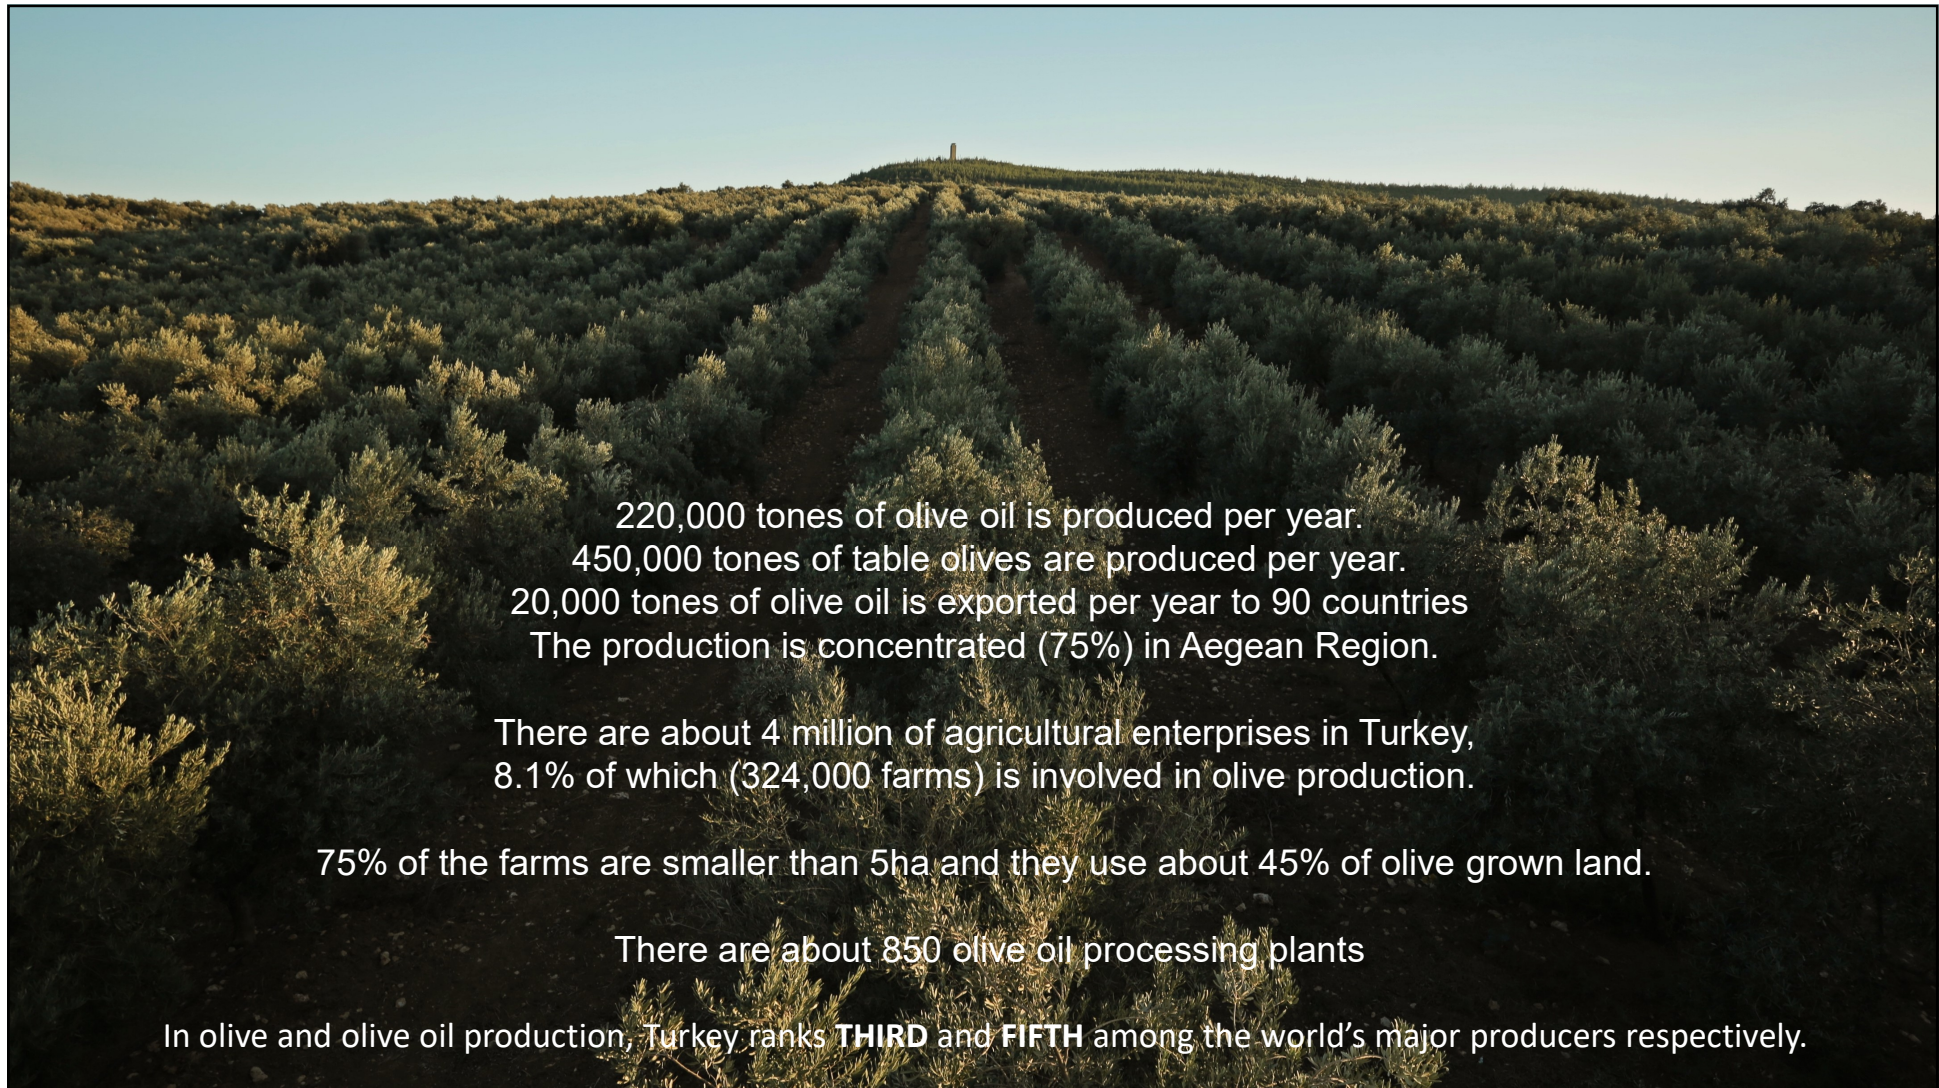 220,000 tones of olive oil is produced per year.
450,000 tones of table olives are produced per year.
20,000 tones of olive oil is exported per year to 90 countries
The production is concentrated (75%) in Aegean Region.
There are about 4 million of agricultural enterprises in Turkey,
8.1% of which (324,000 farms) is involved in olive production.
75% of the farms are smaller than 5ha and they use about 45% of olive grown land.
There are about 850 olive oil processing plants
In olive and olive oil production, Turkey ranks THIRD and FIFTH among the world’s major producers respectively.